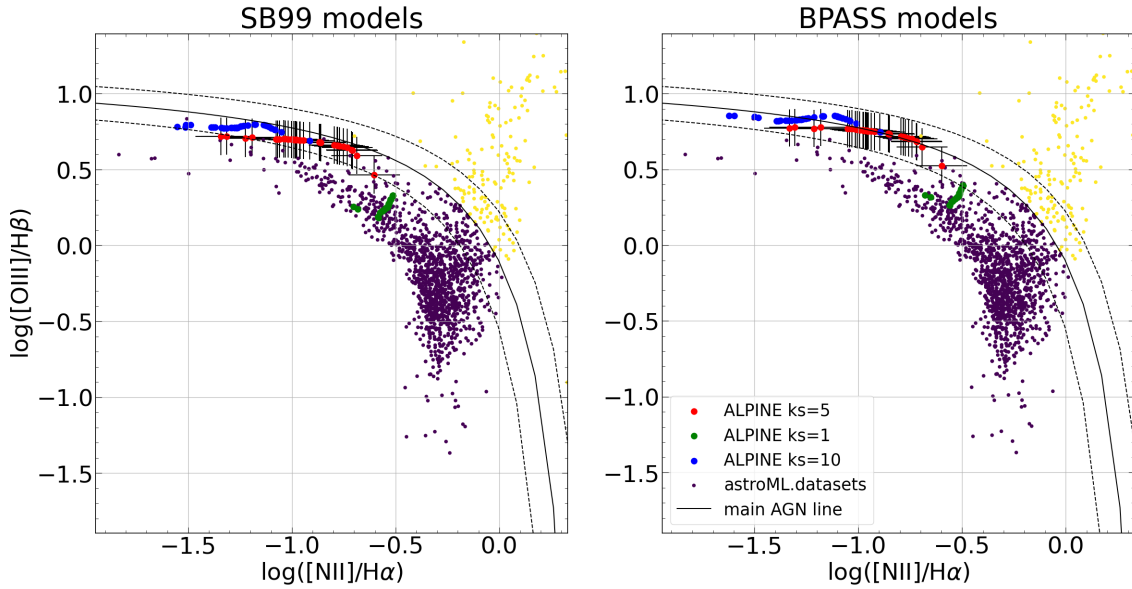 SB99 models
BPASS models
log([OIII]/Hβ)
1.0
0.5
0.0
−0.5
−1.0
−1.5
−1.5
−1.0
−0.5
0.0
log([NII]/Hα)
1.0
0.5
0.0
−0.5
−1.0
−1.5
ALPINE ks=5
ALPINE ks=1
ALPINE ks=10
astroML.datasets
main AGN line
−1.5
−1.0
−0.5
0.0
log([NII]/Hα)